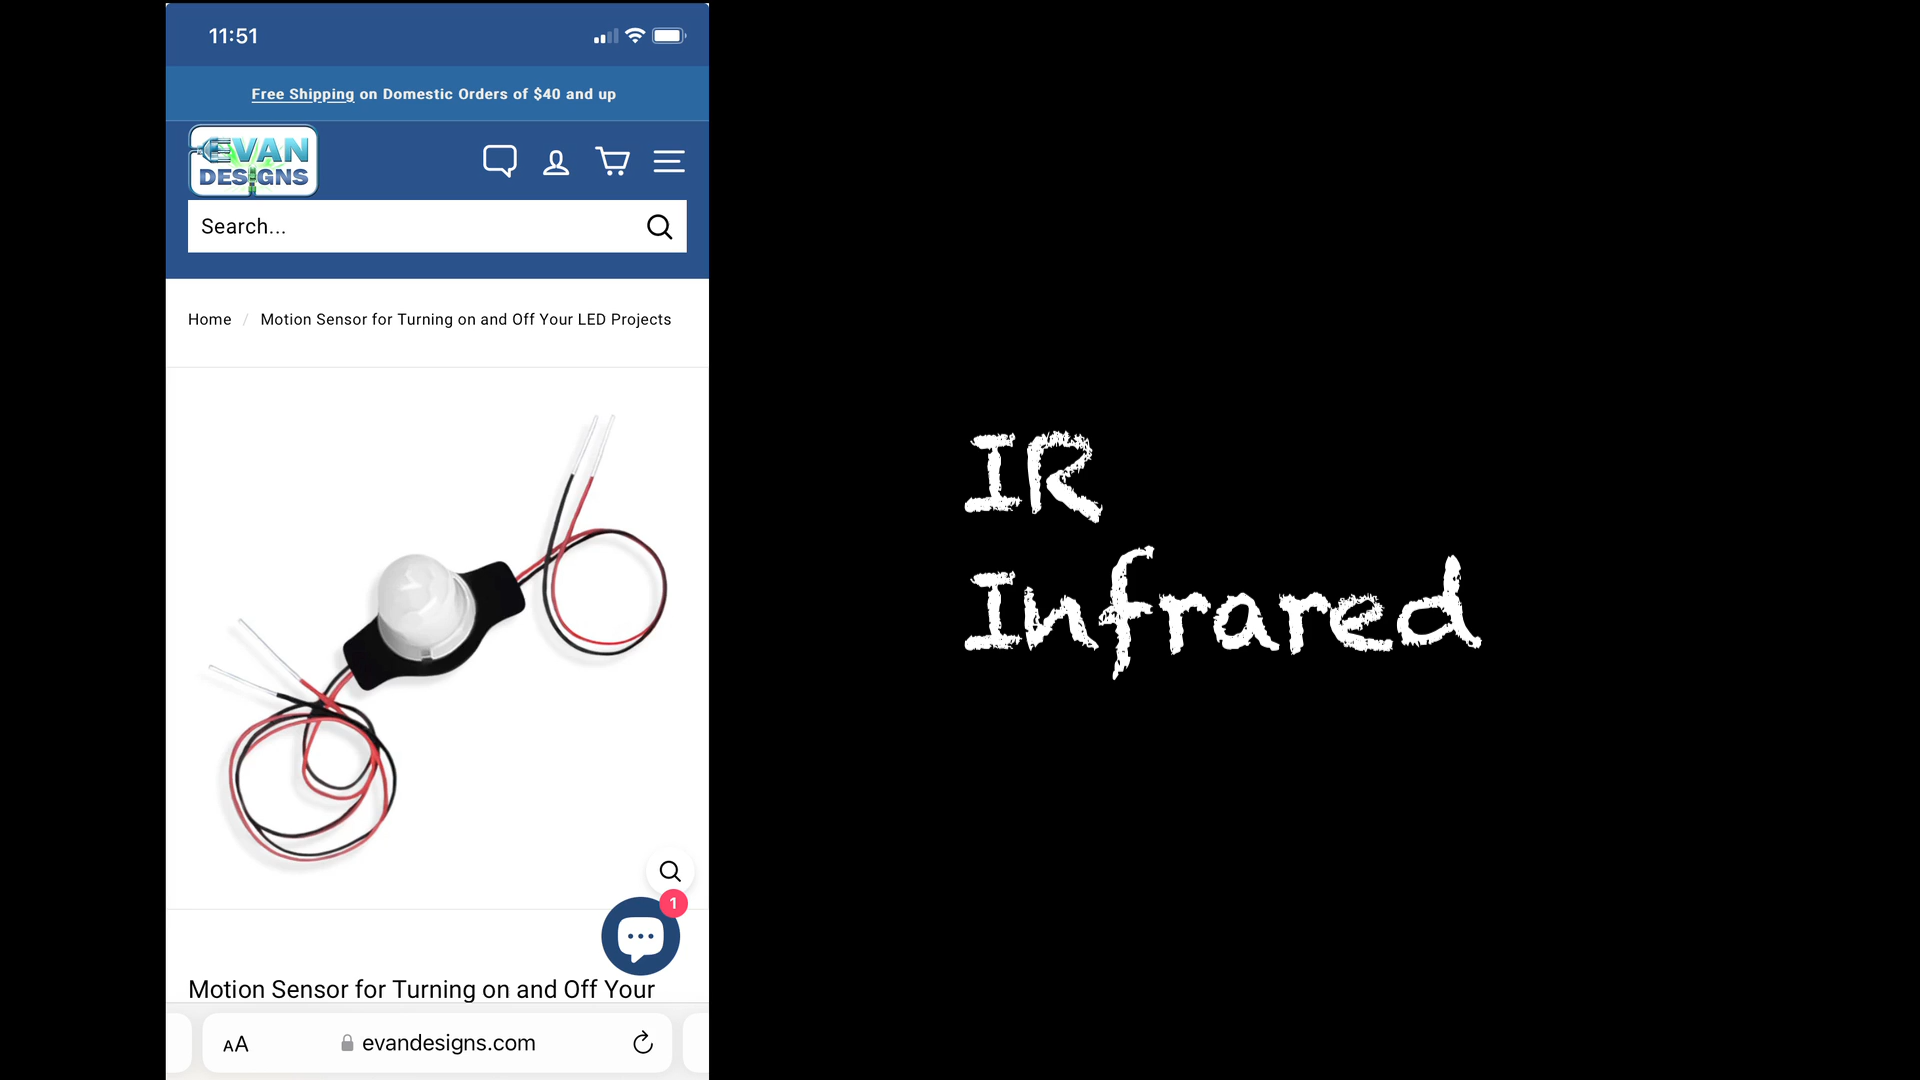 11:51
Free Shipping on Domestic Orders of $40 and up
EVAN
DESIGNS
Search...
Home / Motion Sensor for Turning on and Off Your LED Projects
1
Motion Sensor for Turning on and Off Your
AA
evandesigns.com
IR
Infrared